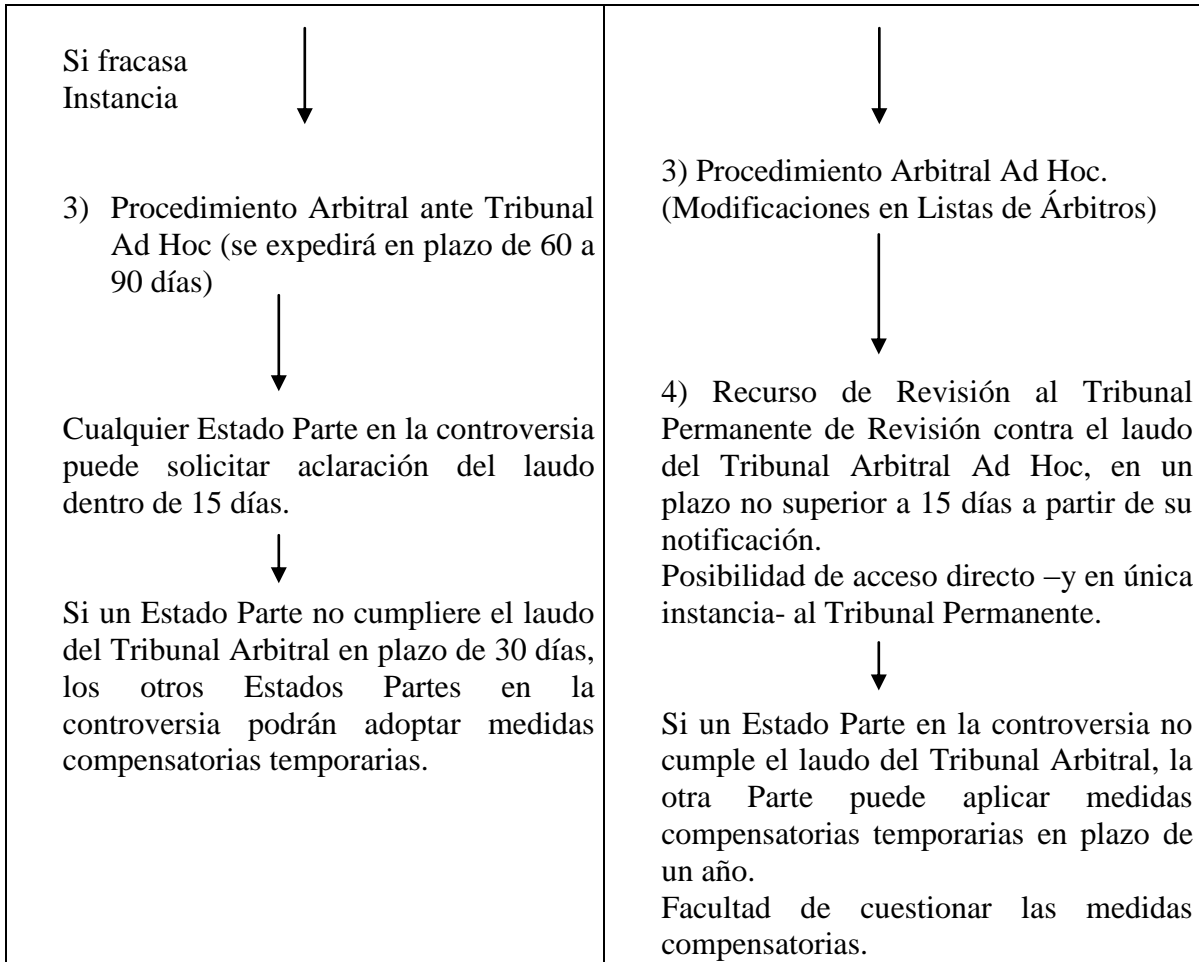 Si fracasa
Instancia
3) Procedimiento Arbitral ante Tribunal
Ad Hoc (se expedirá en plazo de 60 a
90 días)
Cualquier Estado Parte en la controversia
puede solicitar aclaración del laudo
dentro de 15 días.
Si un Estado Parte no cumpliere el laudo
del Tribunal Arbitral en plazo de 30 días,
los otros Estados Partes en la
controversia podrán adoptar medidas
compensatorias temporarias.
3) Procedimiento Arbitral Ad Hoc.
(Modificaciones en Listas de Árbitros)
4) Recurso de Revisión al Tribunal
Permanente de Revisión contra el laudo
del Tribunal Arbitral Ad Hoc, en un
plazo no superior a 15 días a partir de su
notificación.
Posibilidad de acceso directo –y en única
instancia- al Tribunal Permanente.
Si un Estado Parte en la controversia no
cumple el laudo del Tribunal Arbitral, la
otra Parte puede aplicar medidas
compensatorias temporarias en plazo de
un año.
Facultad de cuestionar las medidas
compensatorias.